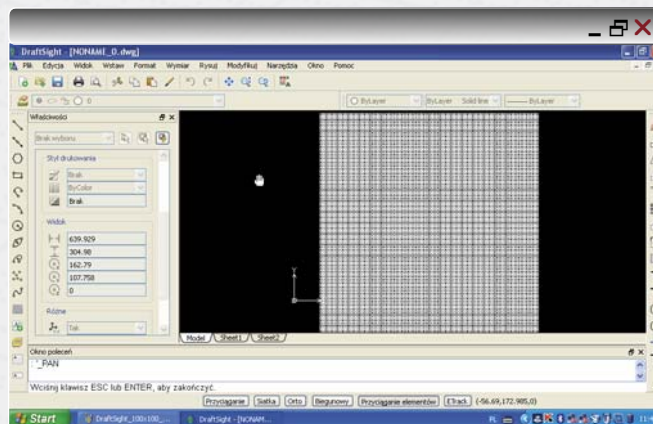 DraftSight - [NONAME_0.dwg]
Plik Edycja Widok Wstaw Format Wymiar Rysuj Modyfikuj Narzędzia Okno Pomoc
0 ByLayer ByLayer Solid line ByLayer
Właściwości
Brak wyboru
Styl drukowania
Brak
ByColor
Brak
Widok
639.929
304.98
162.79
107.758
0
Różne
Tak
Y
Model Sheet1 Sheet2
Okno poleceń
: '_PAN
Wciśnij klawisz ESC lub ENTER, aby zakończyć.
Przyciąganie Siatka Orto Biegunowy Przyciąganie elementów ETrack (-56.69,172.985,0)
Start DraftSight_100x100_... DraftSight - [NONAM... PL